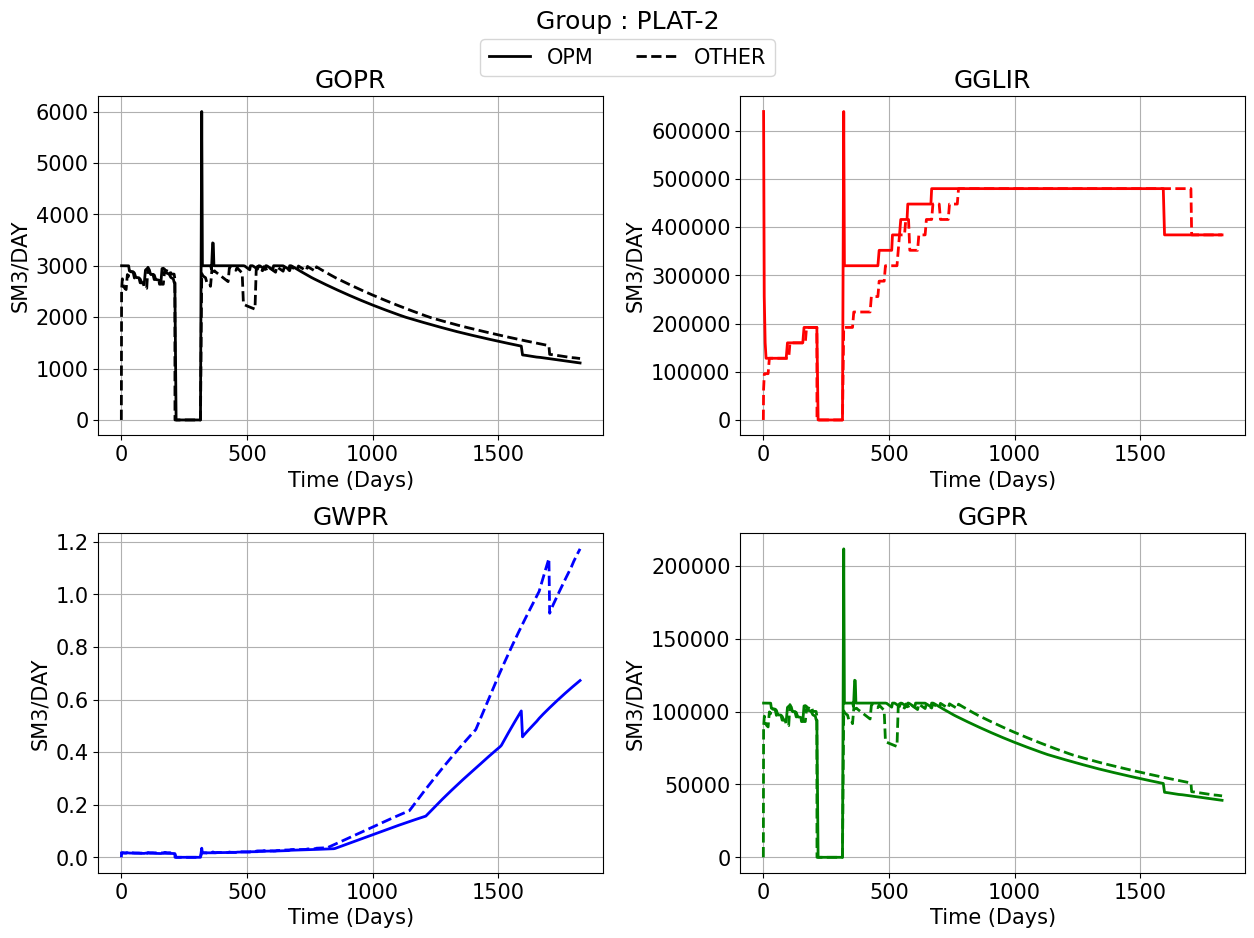 Group : PLAT-2
OPM OTHER
GOPR
6000
5000
4000
3000
2000
1000
0
SM3/DAY
0 500 1000 1500
Time (Days)
GGLIR
600000
500000
400000
300000
200000
100000
0
SM3/DAY
0 500 1000 1500
Time (Days)
GWPR
1.2
1.0
0.8
0.6
0.4
0.2
0.0
SM3/DAY
0 500 1000 1500
Time (Days)
GGPR
200000
150000
100000
50000
0
SM3/DAY
0 500 1000 1500
Time (Days)